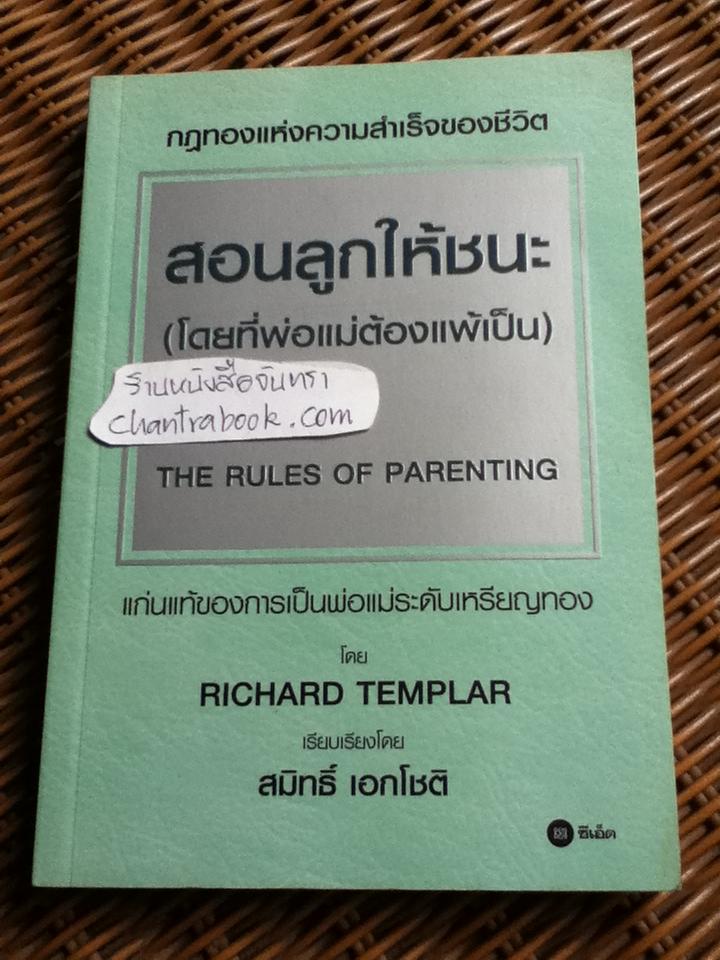 กฎทองแห่งความสำเร็จของชีวิต
สอนลูกให้ชนะ
(โดยที่พ่อแม่ต้องแพ้เป็น)
ร้านหนังสือจันทรา
chantrabook.com
THE RULES OF PARENTING
แก่นแท้ของการเป็นพ่อแม่ระดับเหรียญทอง
โดย
RICHARD TEMPLAR
เรียบเรียงโดย
สมิทธิ์ เอกโชติ
ซีเอ็ด